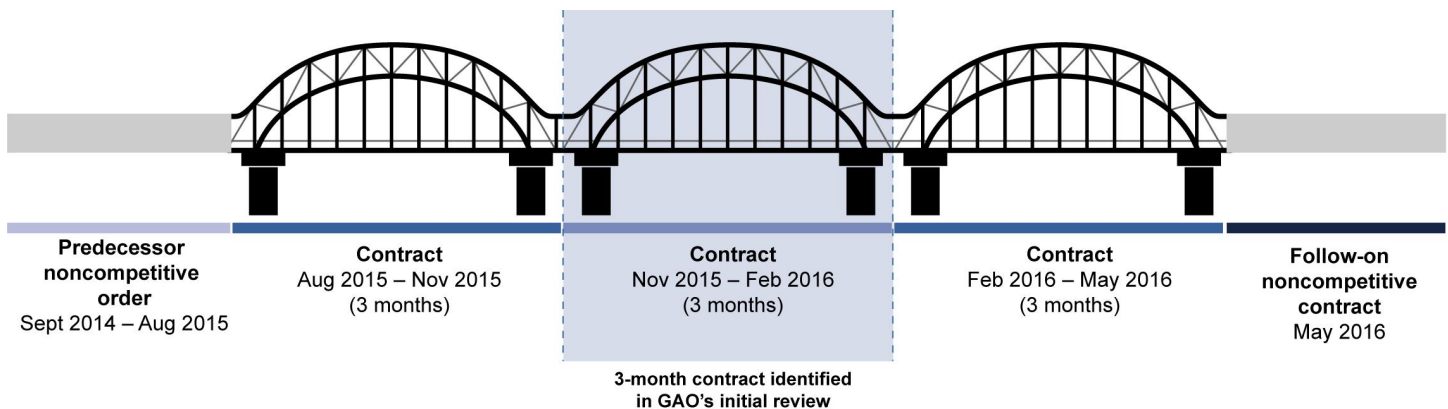 Predecessor
noncompetitive
order
Sept 2014 – Aug 2015
Contract
Aug 2015 – Nov 2015
(3 months)
Contract
Nov 2015 – Feb 2016
(3 months)
Contract
Feb 2016 – May 2016
(3 months)
Follow-on
noncompetitive
contract
May 2016
3-month contract identified
in GAO’s initial review